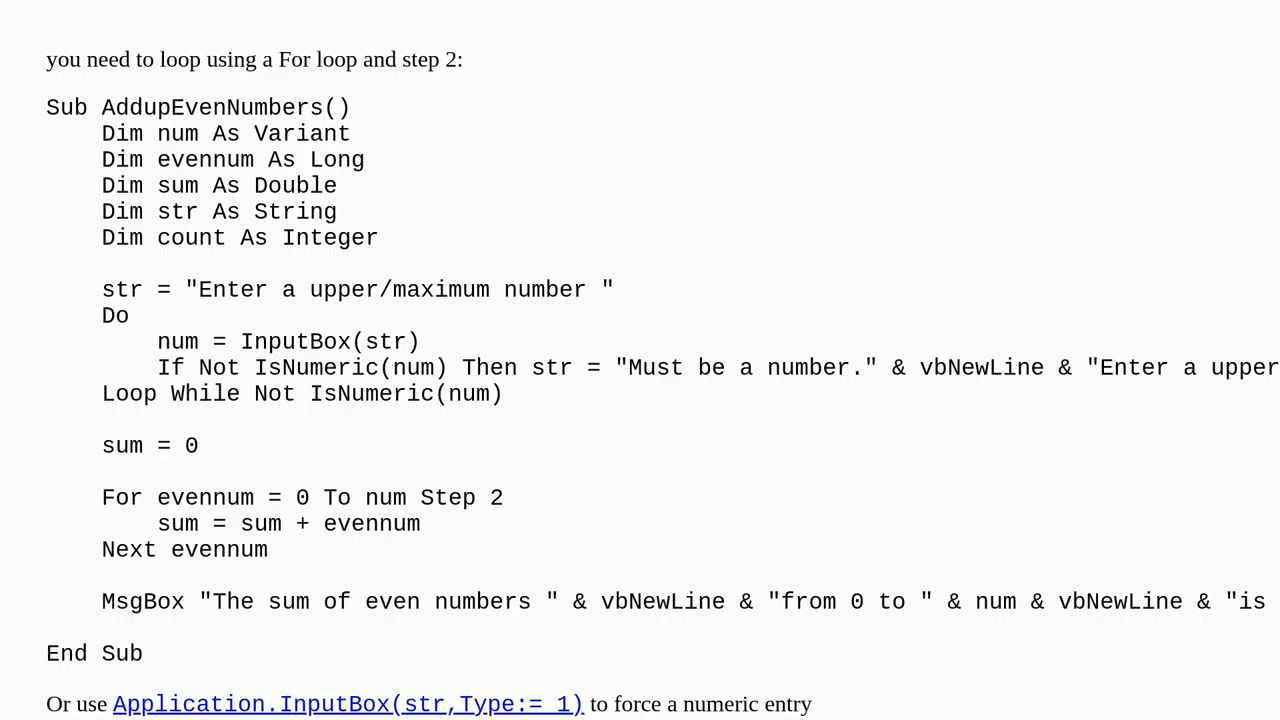 you need to loop using a For loop and step 2:
Sub AddupEvenNumbers()
    Dim num As Variant
    Dim evennum As Long
    Dim sum As Double
    Dim str As String
    Dim count As Integer

    str = "Enter a upper/maximum number "
    Do
        num = InputBox(str)
        If Not IsNumeric(num) Then str = "Must be a number." & vbNewLine & "Enter a upper
    Loop While Not IsNumeric(num)

    sum = 0

    For evennum = 0 To num Step 2
        sum = sum + evennum
    Next evennum

    MsgBox "The sum of even numbers " & vbNewLine & "from 0 to " & num & vbNewLine & "is

End Sub
Or use Application.InputBox(str,Type:= 1) to force a numeric entry